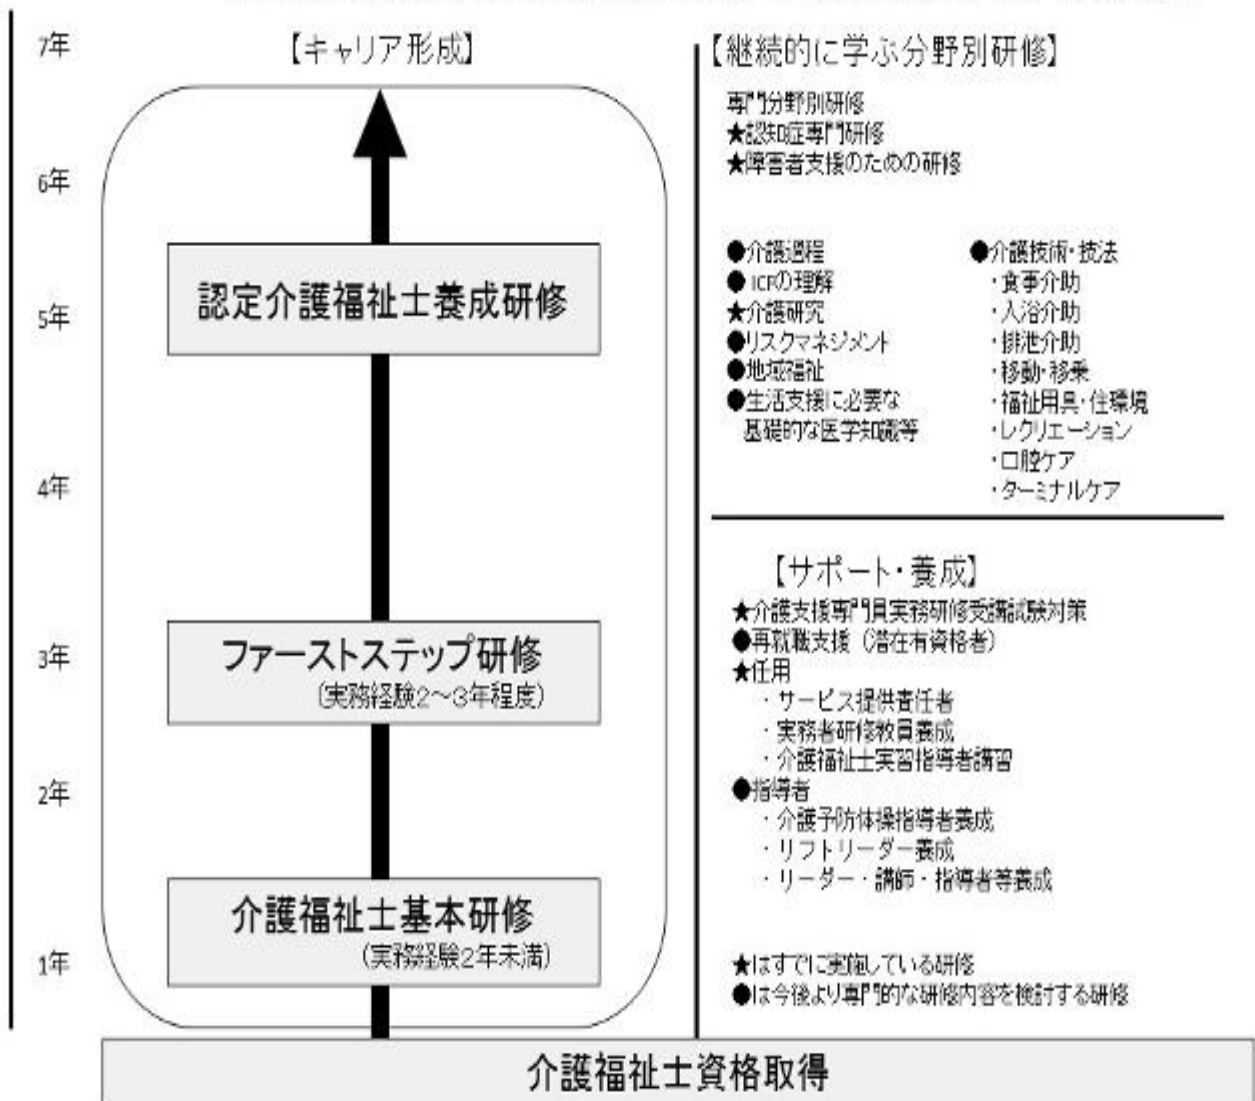 7年
6年
5年
4年
3年
2年
1年
【キャリア形成】
認定介護福祉士養成研修
ファーストステップ研修
(実務経験2～3年程度)
介護福祉士基本研修
(実務経験2年未満)
【継続的に学ぶ分野別研修】
専門分野別研修
★認知症専門研修
★障害者支援のための研修
●介護過程
●ICFの理解
★介護研究
●リスクマネジメント
●地域福祉
●生活支援に必要な
基礎的な医学知識等
●介護技術・技法
・食事介助
・入浴介助
・排泄介助
・移動・移乗
・福祉用具・住環境
・レクリエーション
・口腔ケア
・ターミナルケア
【サポート・養成】
★介護支援専門員実務研修受講試験対策
●再就職支援（潜在有資格者）
★任用
・サービス提供責任者
・実務者研修教員養成
・介護福祉士実習指導者講習
●指導者
・介護予防体操指導者養成
・リフトリーダー養成
・リーダー・講師・指導者等養成
★はすでに実施している研修
●は今後より専門的な研修内容を検討する研修
介護福祉士資格取得